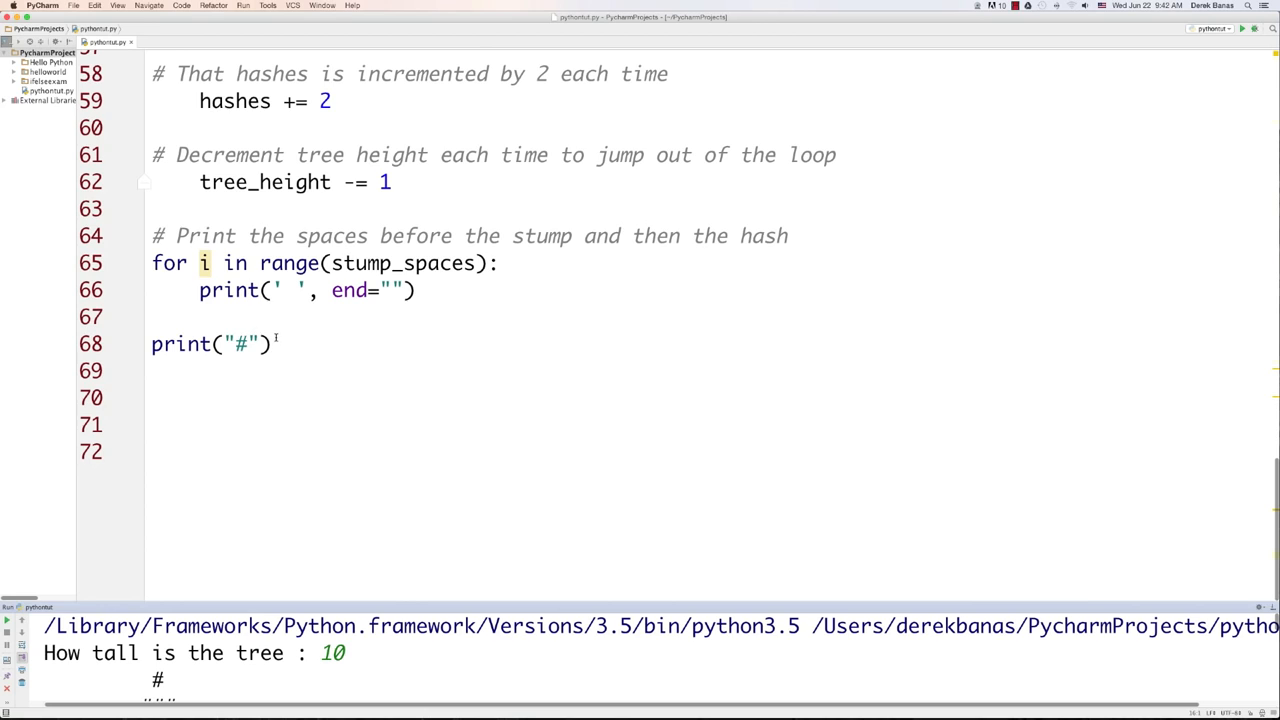 PyCharm File Edit View Navigate Code Refactor Run Tools VCS Window Help 10 Wed Jun 22 9:42 AM Derek Banas
pythontut.py - PycharmProjects - [~/PycharmProjects]
PycharmProjects pythontut.py pythontut
pythontut.py ×
PycharmProject
Hello Python
helloworld
ifelseexam
pythontut.py
External Librarie
58 # That hashes is incremented by 2 each time
59 hashes += 2
60
61 # Decrement tree height each time to jump out of the loop
62 tree_height -= 1
63
64 # Print the spaces before the stump and then the hash
65 for i in range(stump_spaces):
66 print(' ', end="")
67
68 print("#")
69
70
71
72
Run pythontut
/Library/Frameworks/Python.framework/Versions/3.5/bin/python3.5 /Users/derekbanas/PycharmProjects/pytho
How tall is the tree : 10
#
###
16:1 LF÷ UTF-8÷